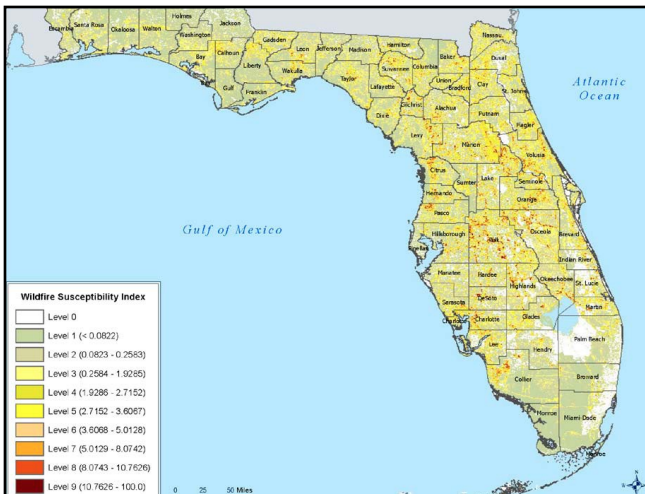 Holmes
Jackson
Escambia
Santa Rosa
Okaloosa
Walton
Washington
Bay
Calhoun
Gadsden
Leon
Jefferson
Madison
Hamilton
Nassau
Liberty
Wakulla
Gulf
Franklin
Taylor
Suwannee
Columbia
Baker
Duval
Lafayette
Union
Bradford
Clay
St. Johns
Dixie
Gilchrist
Alachua
Putnam
Flagler
Levy
Marion
Volusia
Citrus
Sumter
Lake
Seminole
Hernando
Orange
Pasco
Pinellas
Hillsborough
Polk
Osceola
Brevard
Indian River
Manatee
Hardee
Okeechobee
St. Lucie
Highlands
Sarasota
DeSoto
Martin
Charlotte
Charlotte
Glades
Lee
Hendry
Palm Beach
Collier
Broward
Monroe
Miami-Dade
Monroe
Atlantic
Ocean
Gulf of Mexico
Wildfire Susceptibility Index
Level 0
Level 1 (< 0.0822)
Level 2 (0.0823 - 0.2583)
Level 3 (0.2584 - 1.9285)
Level 4 (1.9286 - 2.7152)
Level 5 (2.7152 - 3.6067)
Level 6 (3.6068 - 5.0128)
Level 7 (5.0129 - 8.0742)
Level 8 (8.0743 - 10.7626)
Level 9 (10.7626 - 100.0)
0 25 50 Miles